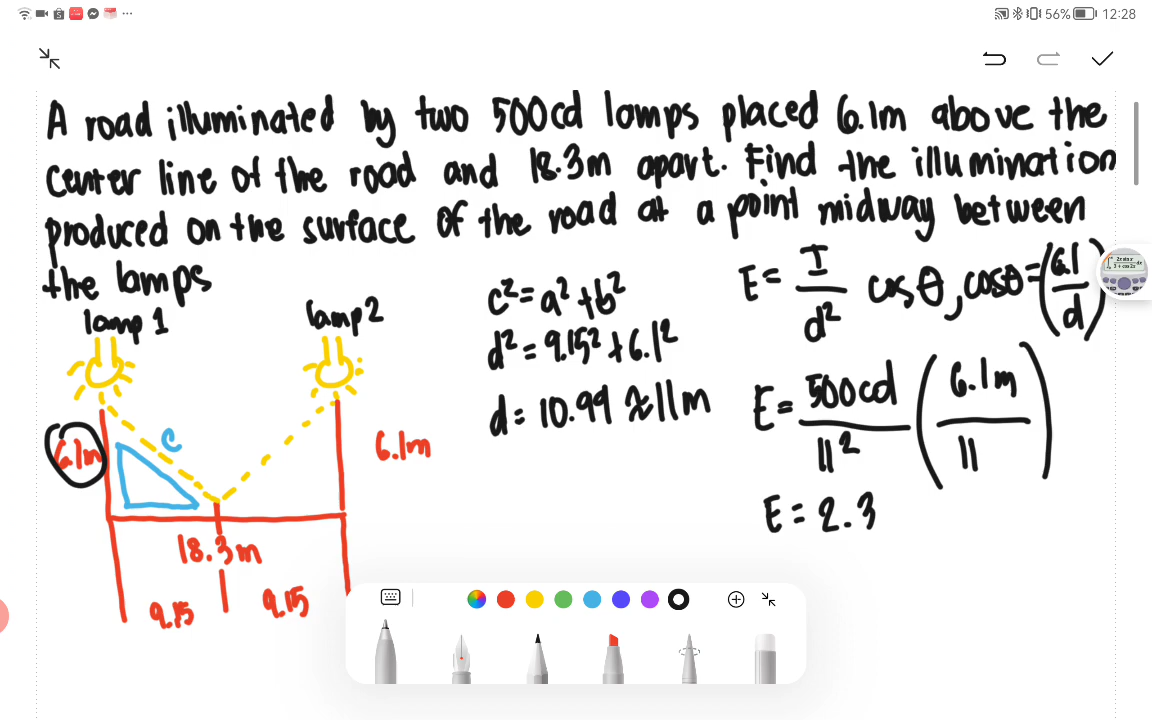 56% 12:28
A road illuminated by two 500cd lamps placed 6.1m above the
center line of the road and 18.3m apart. Find the illumination
produced on the surface of the road at a point midway between
the lamps
lamp 1
lamp 2
6.1m
c
6.1m
18.3m
9.15 9.15
c² = a² + b²
d² = 9.15² + 6.1²
d = 10.99 ≈ 11m
E = I/d² cos θ, cos θ = (6.1/d)
E = 500cd/11² (6.1m/11)
E = 2.3